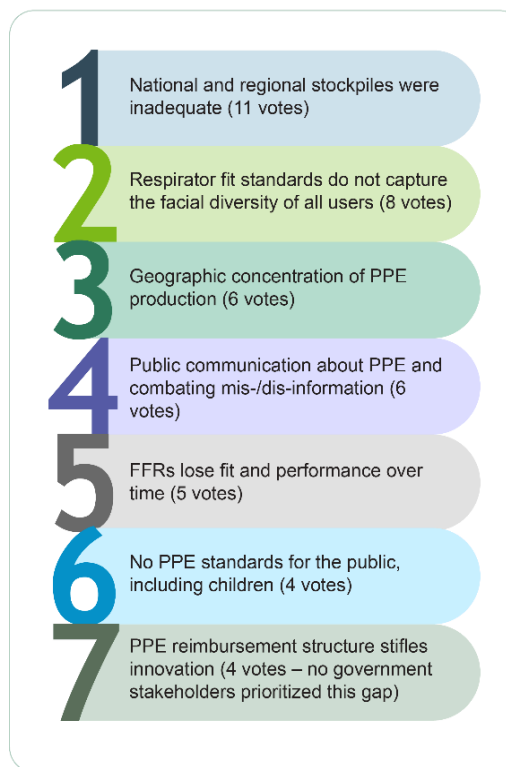 1
National and regional stockpiles were
inadequate (11 votes)
2
Respirator fit standards do not capture
the facial diversity of all users (8 votes)
3
Geographic concentration of PPE
production (6 votes)
4
Public communication about PPE and
combating mis-/dis-information (6
votes)
5
FFRs lose fit and performance over
time (5 votes)
6
No PPE standards for the public,
including children (4 votes)
7
PPE reimbursement structure stifles
innovation (4 votes – no government
stakeholders prioritized this gap)